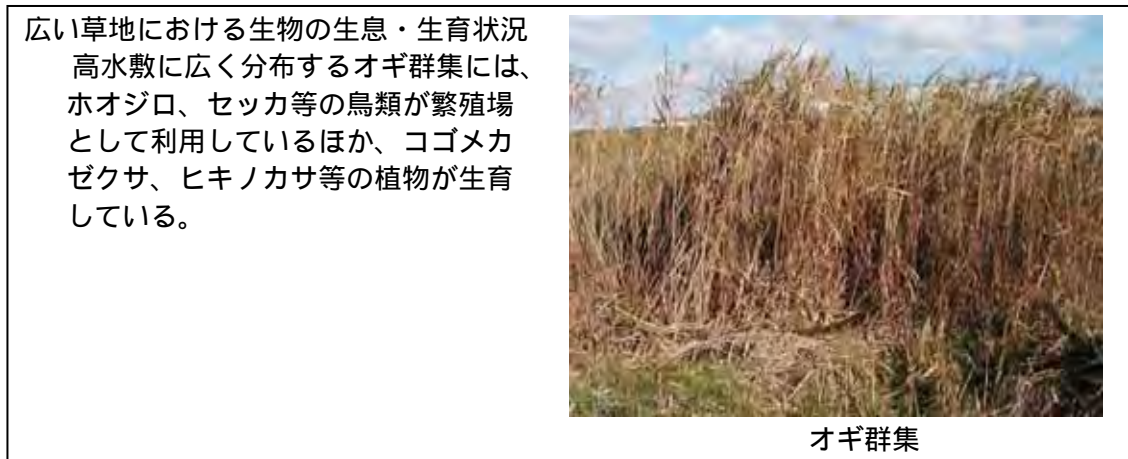 広い草地における生物の生息・生育状況
高水敷に広く分布するオギ群集には、
ホオジロ、セッカ等の鳥類が繁殖場
として利用しているほか、コゴメカ
ゼクサ、ヒキノカサ等の植物が生育
している。
オギ群集